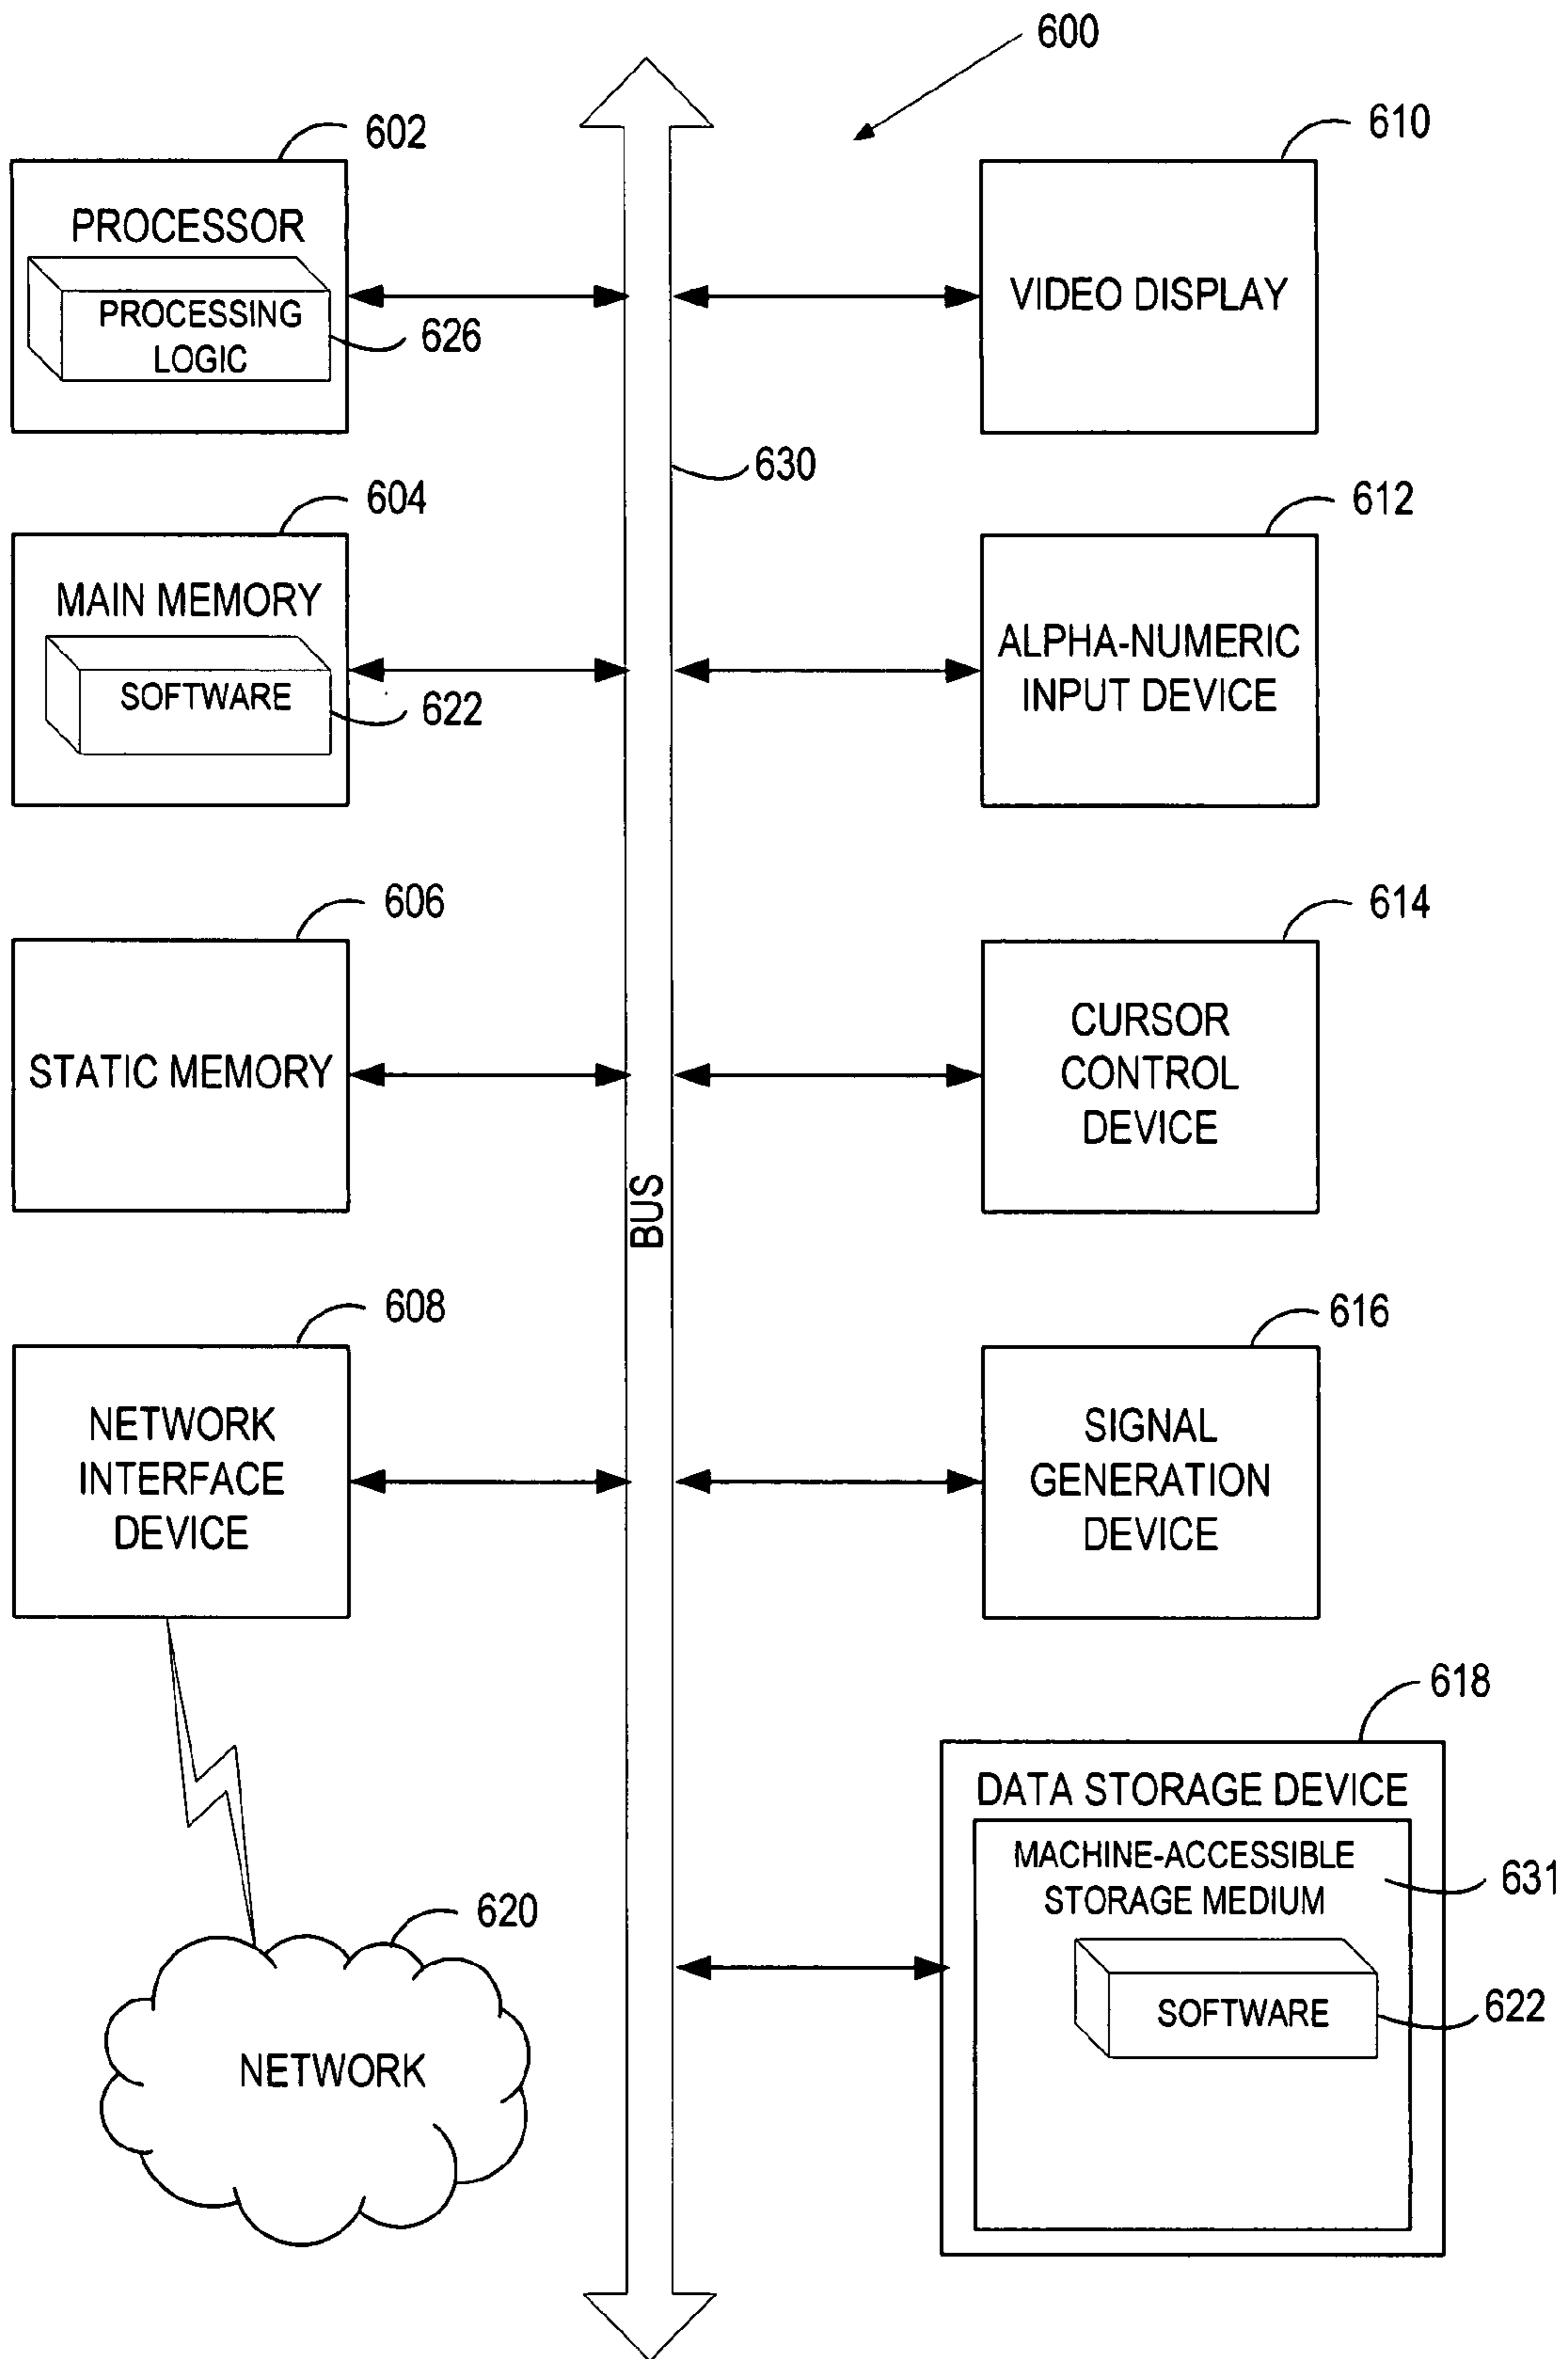 600
602
PROCESSOR
PROCESSING
LOGIC
626
610
VIDEO DISPLAY
630
604
MAIN MEMORY
SOFTWARE
622
612
ALPHA-NUMERIC
INPUT DEVICE
606
STATIC MEMORY
614
CURSOR
CONTROL
DEVICE
BUS
608
NETWORK
INTERFACE
DEVICE
616
SIGNAL
GENERATION
DEVICE
620
NETWORK
618
DATA STORAGE DEVICE
MACHINE-ACCESSIBLE
STORAGE MEDIUM
631
SOFTWARE
622